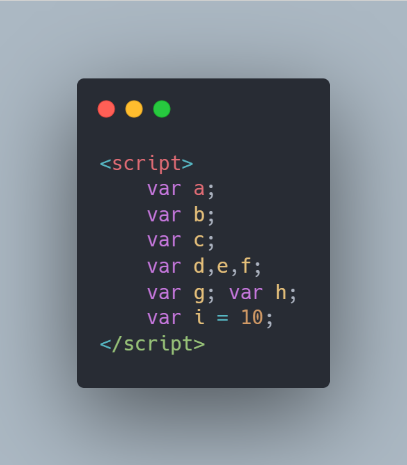 <script>
    var a;
    var b;
    var c;
    var d,e,f;
    var g; var h;
    var i = 10;
</script>